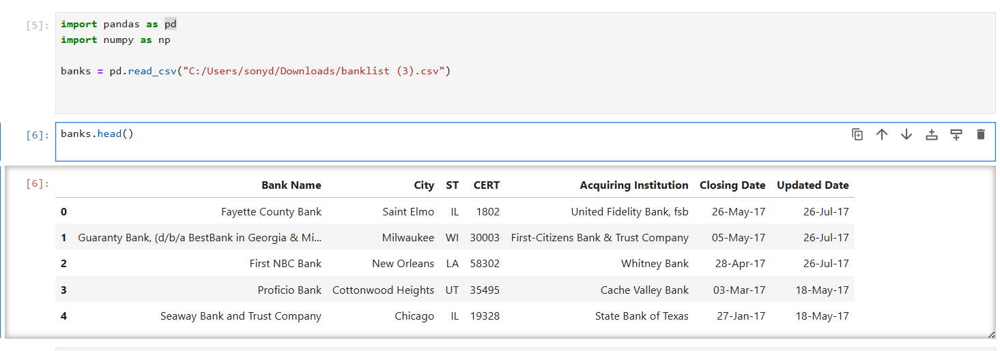 [5]: import pandas as pd
import numpy as np
banks = pd.read_csv("C:/Users/sonyd/Downloads/banklist (3).csv")
[6]: banks.head()
[6]: Bank Name City ST CERT Acquiring Institution Closing Date Updated Date
0 Fayette County Bank Saint Elmo IL 1802 United Fidelity Bank, fsb 26-May-17 26-Jul-17
1 Guaranty Bank, (d/b/a BestBank in Georgia & Mi... Milwaukee WI 30003 First-Citizens Bank & Trust Company 05-May-17 26-Jul-17
2 First NBC Bank New Orleans LA 58302 Whitney Bank 28-Apr-17 26-Jul-17
3 Proficio Bank Cottonwood Heights UT 35495 Cache Valley Bank 03-Mar-17 18-May-17
4 Seaway Bank and Trust Company Chicago IL 19328 State Bank of Texas 27-Jan-17 18-May-17